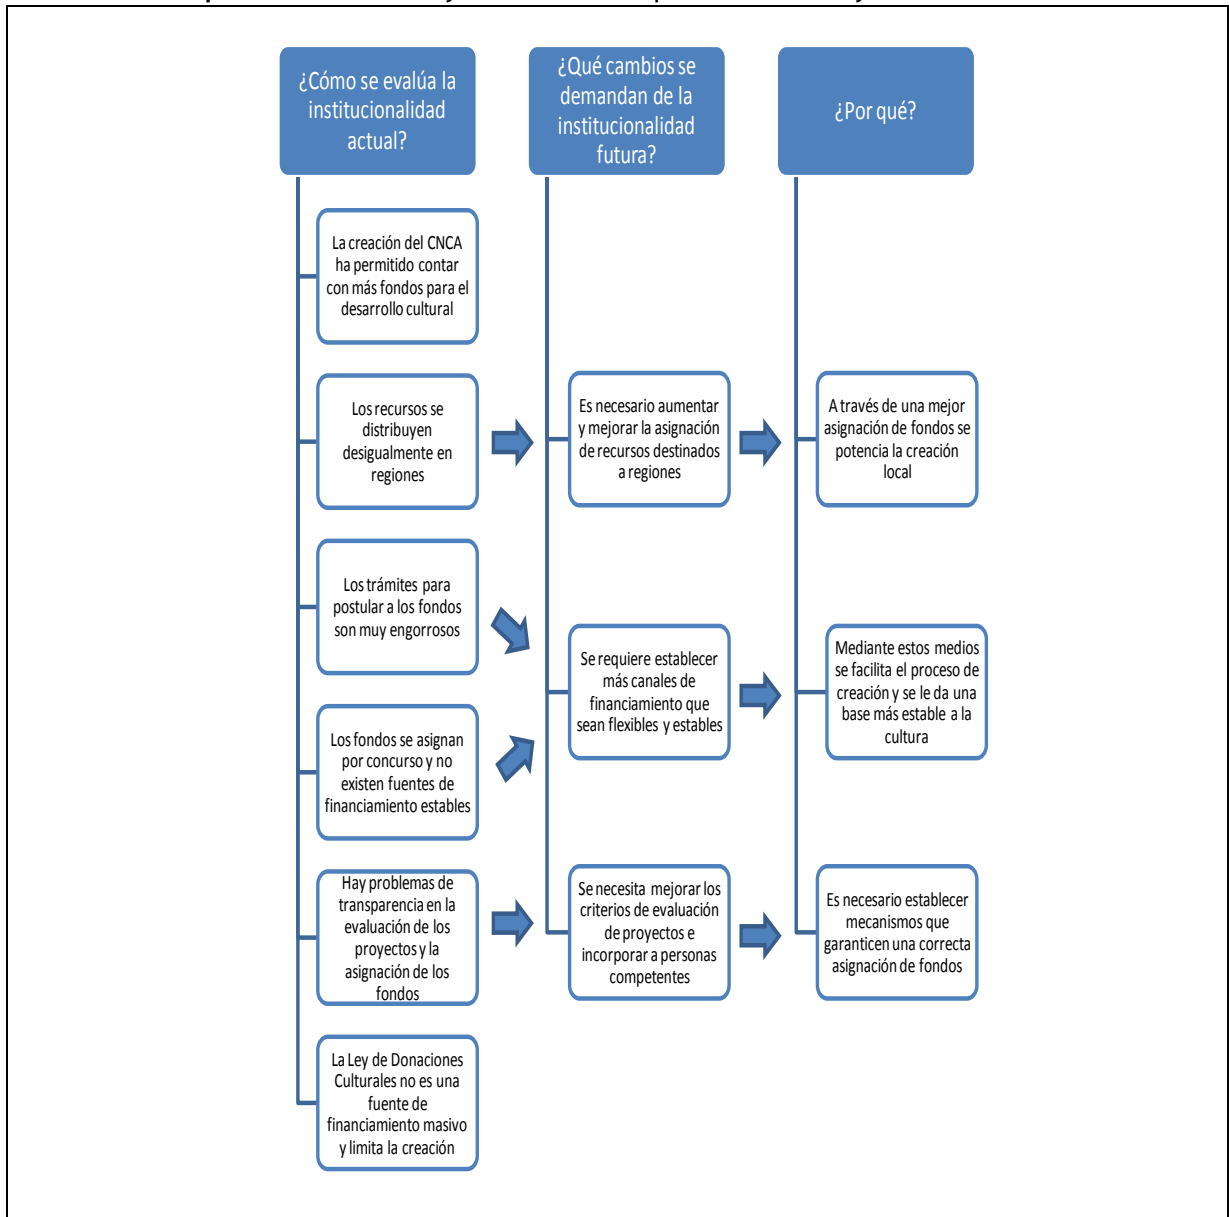 ¿Cómo se evalúa la
institucionalidad
actual?
La creación del CNCA
ha permitido contar
con más fondos para el
desarrollo cultural
Los recursos se
distribuyen
desigualmente en
regiones
Los trámites para
postular a los fondos
son muy engorrosos
Los fondos se asignan
por concurso y no
existen fuentes de
financiamiento estables
Hay problemas de
transparencia en la
evaluación de los
proyectos y la
asignación de los
fondos
La Ley de Donaciones
Culturales no es una
fuente de
financiamiento masivo
y limita la creación
¿Qué cambios se
demandan de la
institucionalidad
futura?
Es necesario aumentar
y mejorar la asignación
de recursos destinados
a regiones
Se requiere establecer
más canales de
financiamiento que
sean flexibles y estables
Se necesita mejorar los
criterios de evaluación
de proyectos e
incorporar a personas
competentes
¿Por qué?
A través de una mejor
asignación de fondos se
potencia la creación
local
Mediante estos medios
se facilita el proceso de
creación y se le da una
base más estable a la
cultura
Es necesario establecer
mecanismos que
garanticen una correcta
asignación de fondos